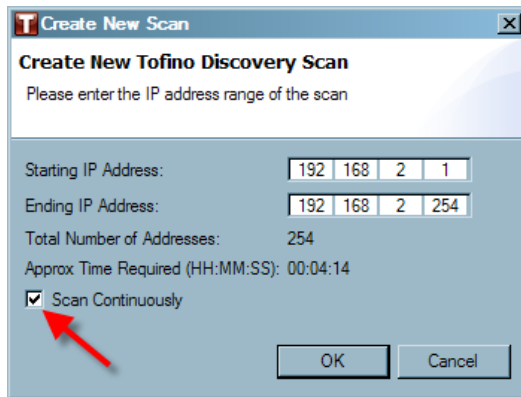 T Create New Scan
Create New Tofino Discovery Scan
Please enter the IP address range of the scan
Starting IP Address: 192 168 2 1
Ending IP Address: 192 168 2 254
Total Number of Addresses: 254
Approx Time Required (HH:MM:SS): 00:04:14
Scan Continuously
OK Cancel